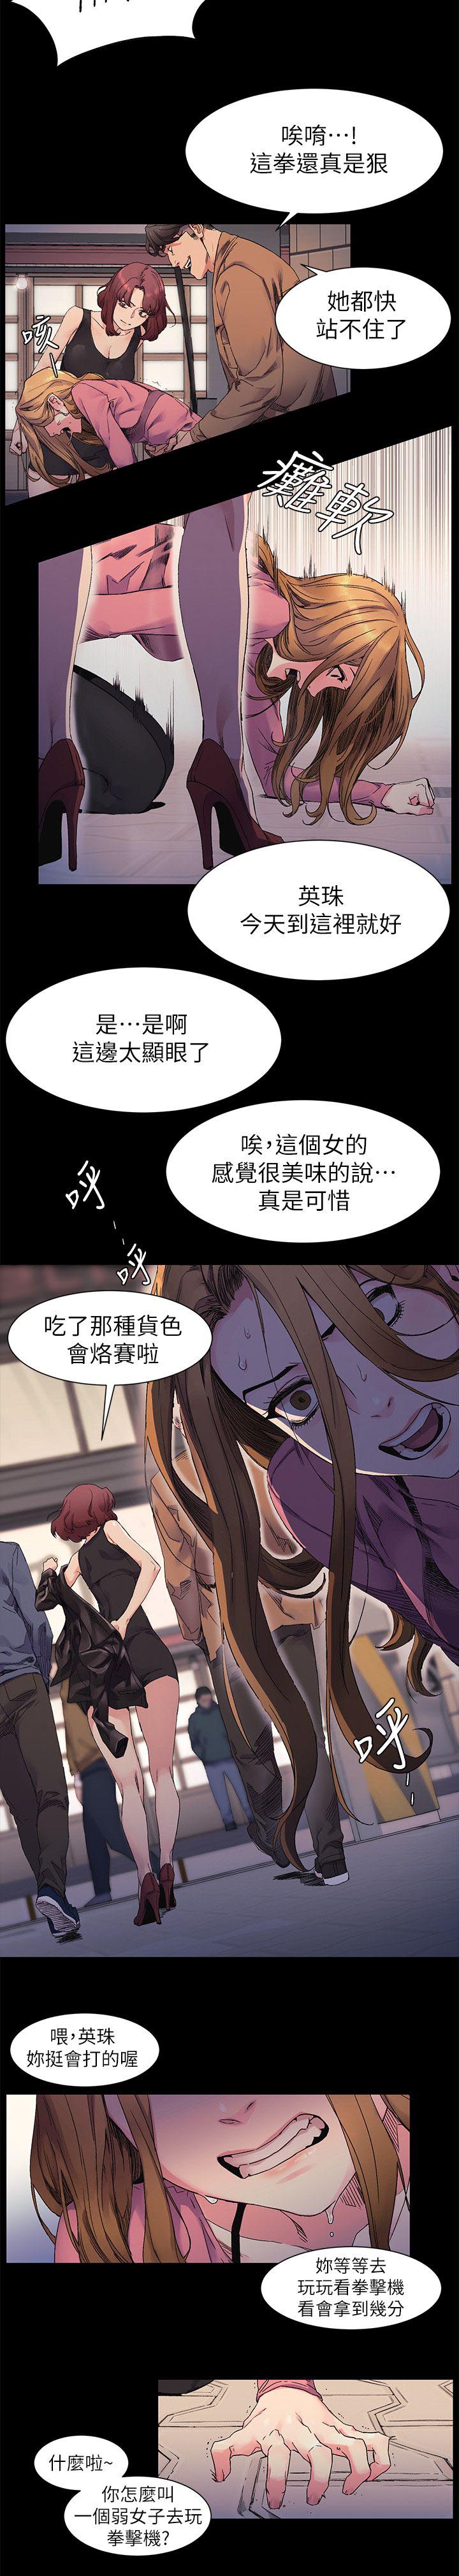 唉唷…!
這拳還真是狠
她都快
站不住了
咳
癱軟
英珠
今天到這裡就好
是…是啊
這邊太顯眼了
唉，這個女的
感覺很美味的說…
真是可惜
呼
呼
吃了那種貨色
會烙賽啦
呼
喂，英珠
妳挺會打的喔
妳等等去
玩玩看拳擊機
看會拿到幾分
什麼啦~
你怎麼叫
一個弱女子去玩
拳擊機?